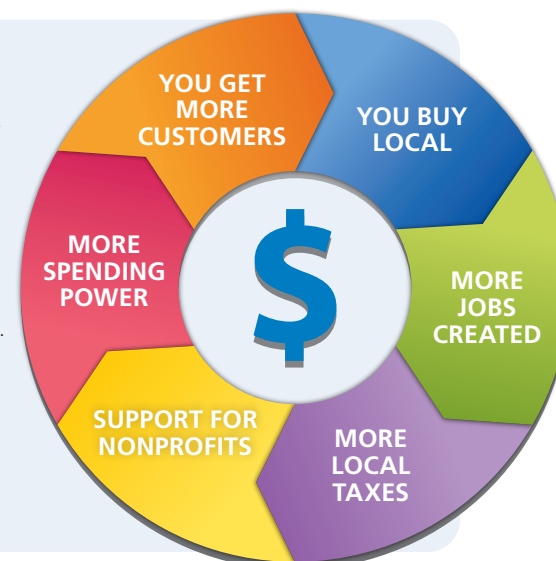 YOU GET
MORE
CUSTOMERS
YOU BUY
LOCAL
MORE
JOBS
CREATED
MORE
LOCAL
TAXES
SUPPORT FOR
NONPROFITS
MORE
SPENDING
POWER
$
.